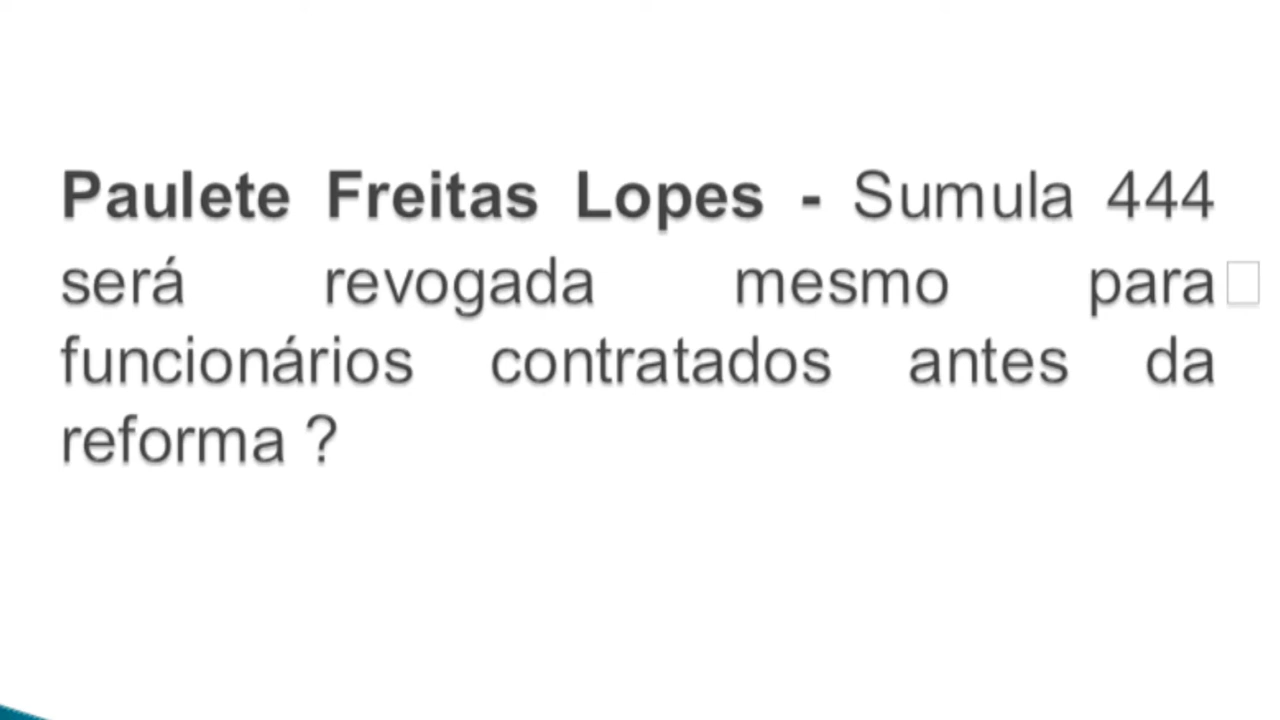 Paulete Freitas Lopes - Sumula 444
será revogada mesmo para
funcionários contratados antes da
reforma ?